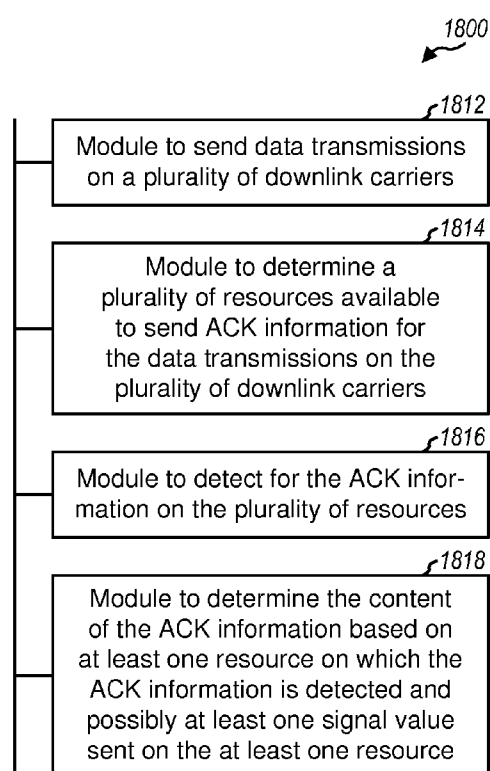 1800
1812
Module to send data transmissions
on a plurality of downlink carriers
1814
Module to determine a
plurality of resources available
to send ACK information for
the data transmissions on the
plurality of downlink carriers
1816
Module to detect for the ACK infor-
mation on the plurality of resources
1818
Module to determine the content
of the ACK information based on
at least one resource on which the
ACK information is detected and
possibly at least one signal value
sent on the at least one resource